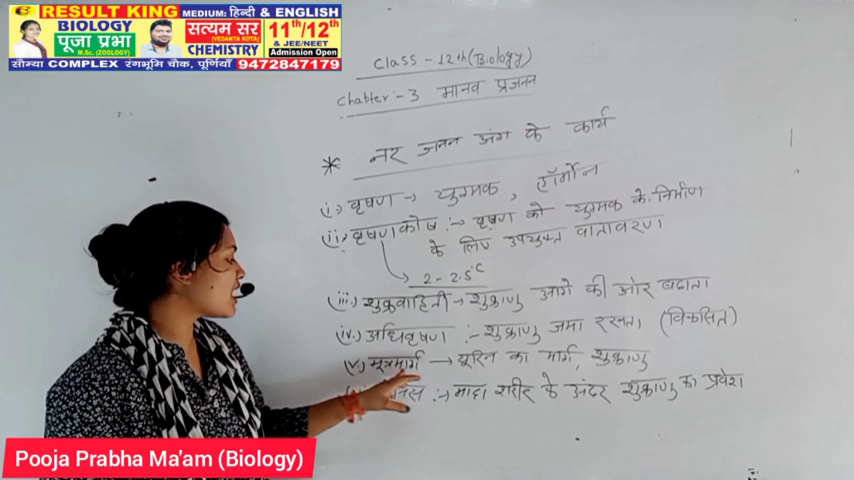 RESULT KING MEDIUM: हिन्दी & ENGLISH
BIOLOGY
पूजा प्रभा
M.Sc. (ZOOLOGY)
सत्यम सर
(VEDANTA KOTA)
CHEMISTRY
11th/12th
& JEE/NEET
Admission Open
सौम्या COMPLEX रंगभूमि चौक, पूर्णियाँ 9472847179
Class - 12th (Biology)
Chapter :- 3 मानव प्रजनन
* नर जनन अंग के कार्य
(i.) वृषण → युग्मक, हॉर्मोन
(ii.) वृषण कोष :→ वृषण को युग्मक के निर्माण
के लिए उपयुक्त वातावरण
2 - 2.5°C
(iii.) शुक्रवाहिनी → शुक्राणु आगे की ओर बढाता
(iv.) अधिवृषण :- शुक्राणु जमा रखता (विकसित)
(v.) मूत्रमार्ग → यूरिन का मार्ग, शुक्राणु
:→ मादा शरीर के अंदर शुक्राणु का प्रवेश
Pooja Prabha Ma'am (Biology)